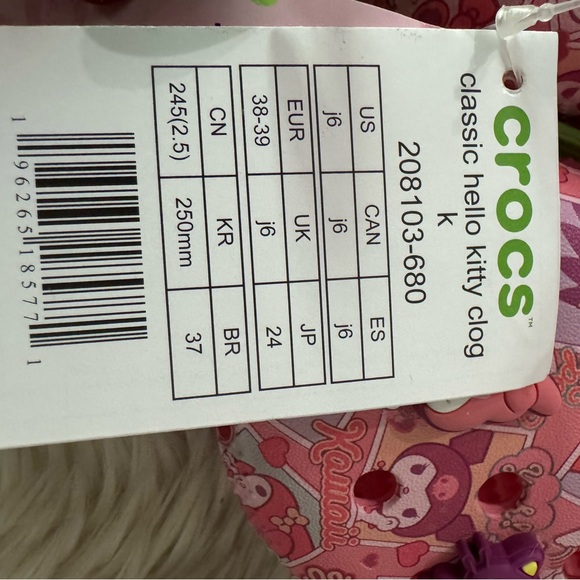 crocs™
classic hello kitty clog
k
208103-680
US CAN ES
j6 j6 j6
EUR UK JP
38-39 j6 24
CN KR BR
245(2.5) 250mm 37
1 96265 18577 1
Kawaii